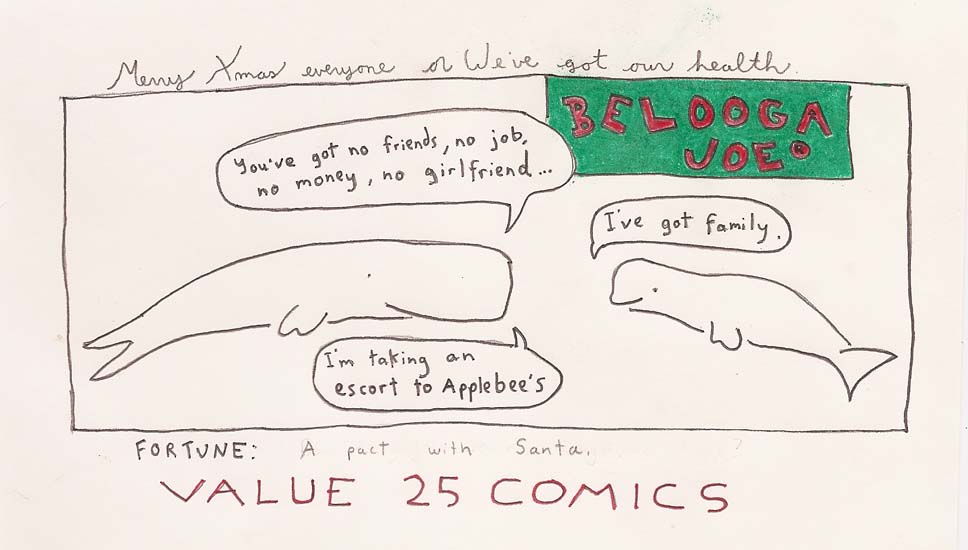 Merry Xmas everyone or We've got our health.
BELOOGA
JOE®
You've got no friends, no job,
no money, no girlfriend...
I've got family.
I'm taking an
escort to Applebee's
FORTUNE: A pact with Santa.
VALUE 25 COMICS